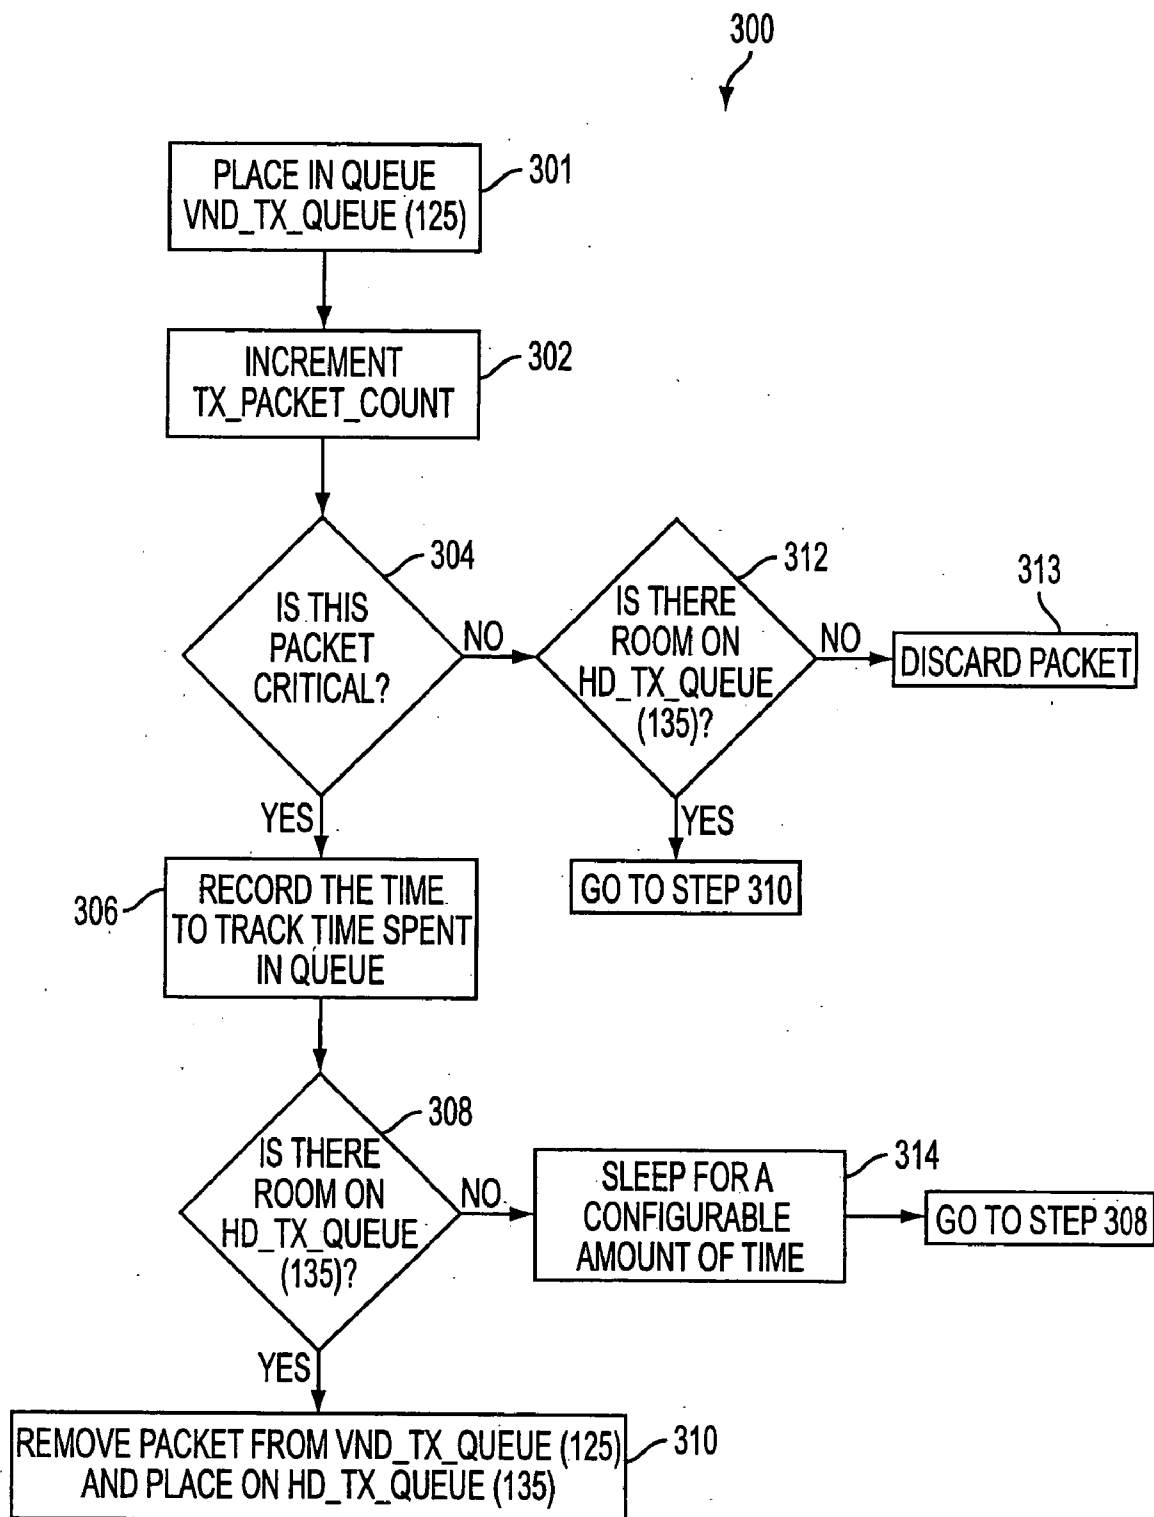 300
PLACE IN QUEUE
VND_TX_QUEUE (125)
301
INCREMENT
TX_PACKET_COUNT
302
IS THIS
PACKET
CRITICAL?
304
NO
IS THERE
ROOM ON
HD_TX_QUEUE
(135)?
312
NO
313
DISCARD PACKET
YES
YES
GO TO STEP 310
306
RECORD THE TIME
TO TRACK TIME SPENT
IN QUEUE
IS THERE
ROOM ON
HD_TX_QUEUE
(135)?
308
NO
SLEEP FOR A
CONFIGURABLE
AMOUNT OF TIME
314
GO TO STEP 308
YES
REMOVE PACKET FROM VND_TX_QUEUE (125)
AND PLACE ON HD_TX_QUEUE (135)
310